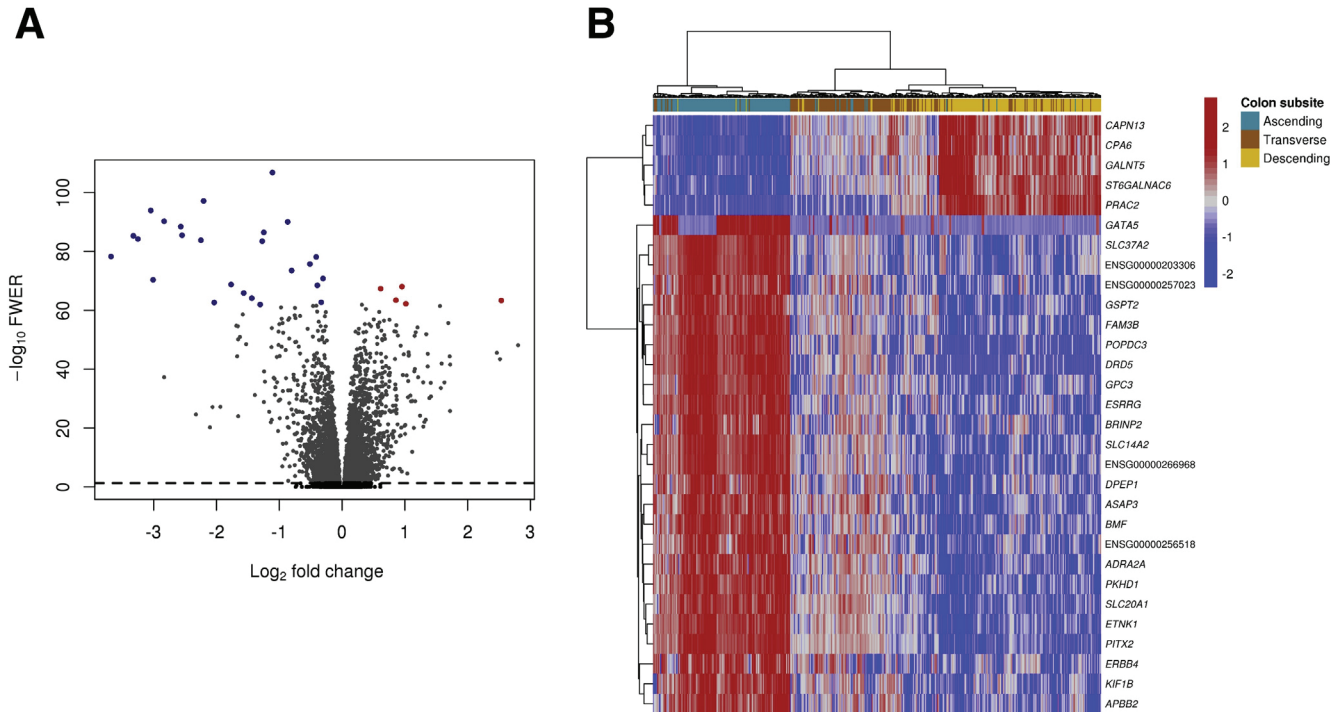 A
100
80
60
40
20
0
−log10 FWER
-3 -2 -1 0 1 2 3
Log2 fold change
B
Colon subsite
Ascending
Transverse
Descending
2
1
0
-1
-2
CAPN13
CPA6
GALNT5
ST6GALNAC6
PRAC2
GATA5
SLC37A2
ENSG00000203306
ENSG00000257023
GSPT2
FAM3B
POPDC3
DRD5
GPC3
ESRRG
BRINP2
SLC14A2
ENSG00000266968
DPEP1
ASAP3
BMF
ENSG00000256518
ADRA2A
PKHD1
SLC20A1
ETNK1
PITX2
ERBB4
KIF1B
APBB2